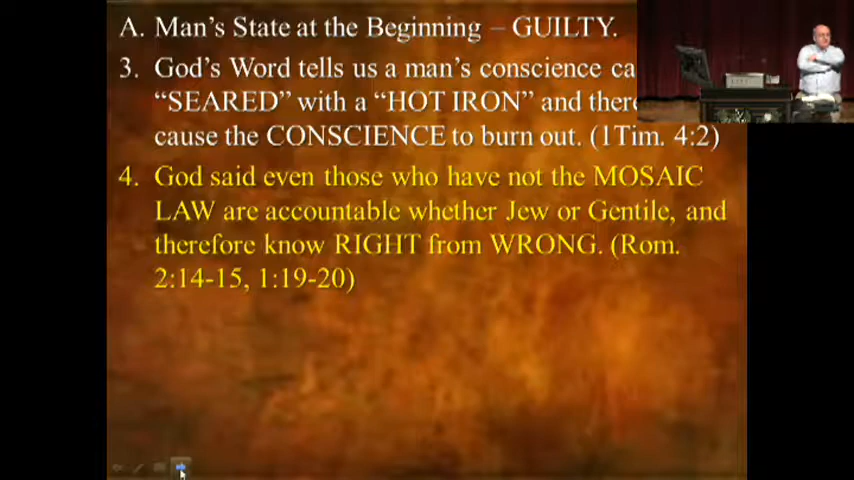 A. Man's State at the Beginning – GUILTY.
3. God's Word tells us a man's conscience ca
"SEARED" with a "HOT IRON" and there
cause the CONSCIENCE to burn out. (1Tim. 4:2)
4. God said even those who have not the MOSAIC
LAW are accountable whether Jew or Gentile, and
therefore know RIGHT from WRONG. (Rom.
2:14-15, 1:19-20)